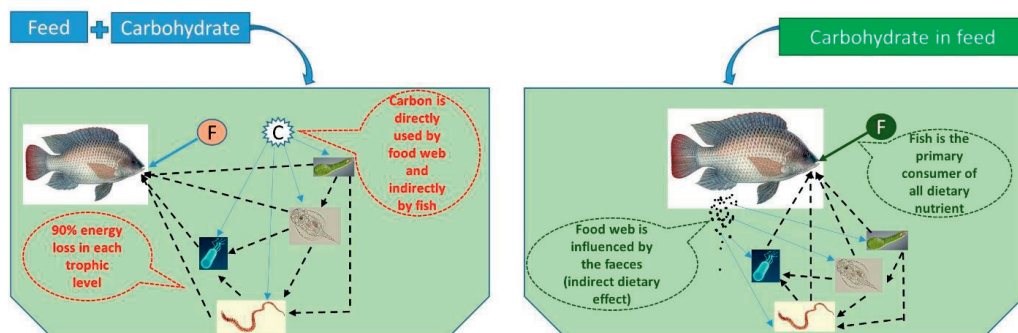 Feed + Carbohydrate
Carbohydrate in feed
F
C
Carbon is
directly
used by
food web
and
indirectly
by fish
90% energy
loss in each
trophic
level
F
Fish is the
primary
consumer of
all dietary
nutrient
Food web is
influenced by
the faeces
(indirect dietary
effect)